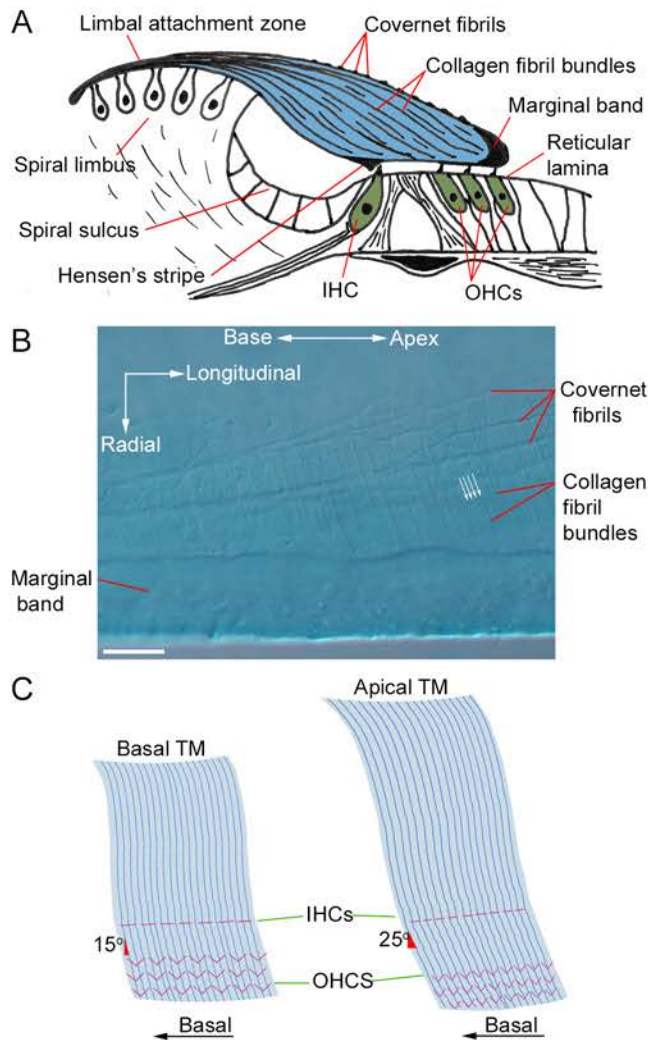 A
Limbal attachment zone
Covernet fibrils
Collagen fibril bundles
Marginal band
Reticular
lamina
Spiral limbus
Spiral sulcus
Hensen's stripe
IHC
OHCs
B
Base
Apex
Longitudinal
Radial
Covernet
fibrils
Collagen
fibril
bundles
Marginal
band
C
Apical TM
Basal TM
IHCs
15º
25º
OHCS
Basal
Basal